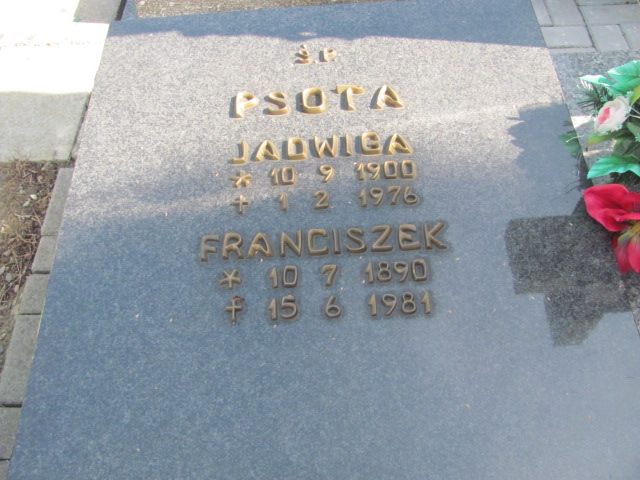 Ś P
PSOTA
JADWIGA
* 10 9 1900
† 1 2 1976
FRANCISZEK
* 10 7 1890
† 15 6 1981